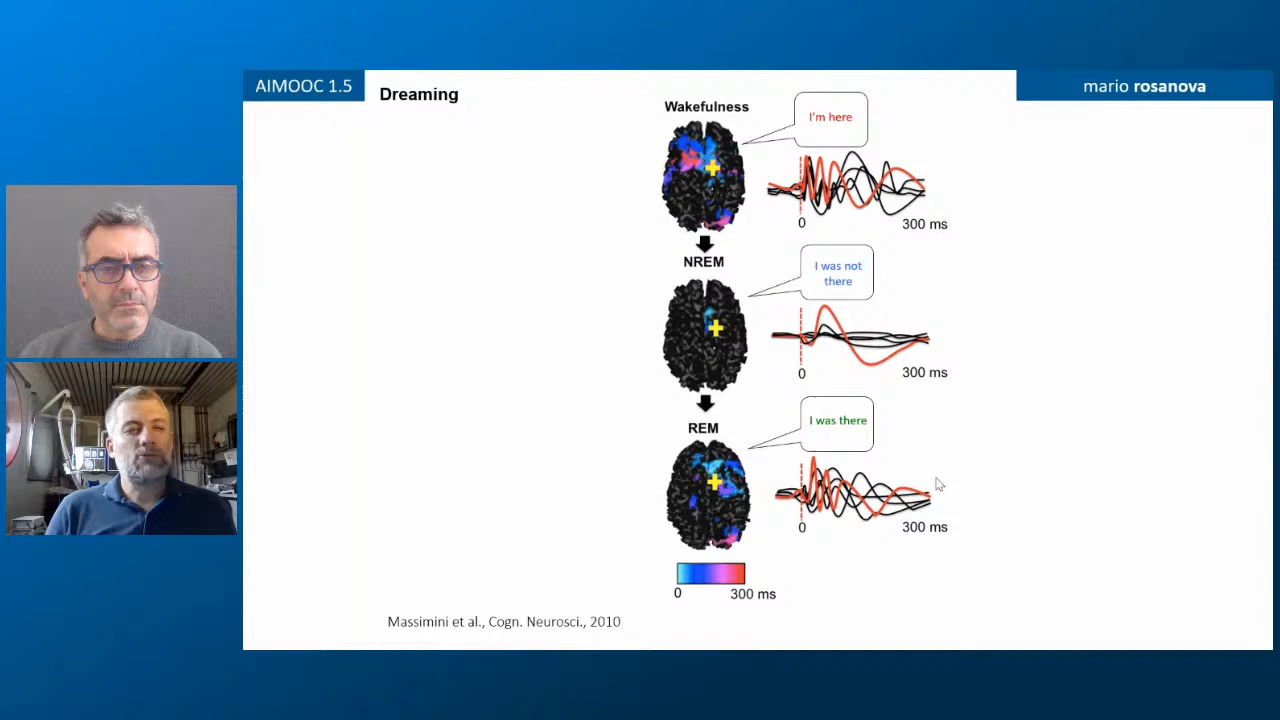 AIMOOC 1.5
Dreaming
mario rosanova
Wakefulness
I'm here
0
300 ms
NREM
I was not
there
0
300 ms
REM
I was there
0
300 ms
0
300 ms
Massimini et al., Cogn. Neurosci., 2010